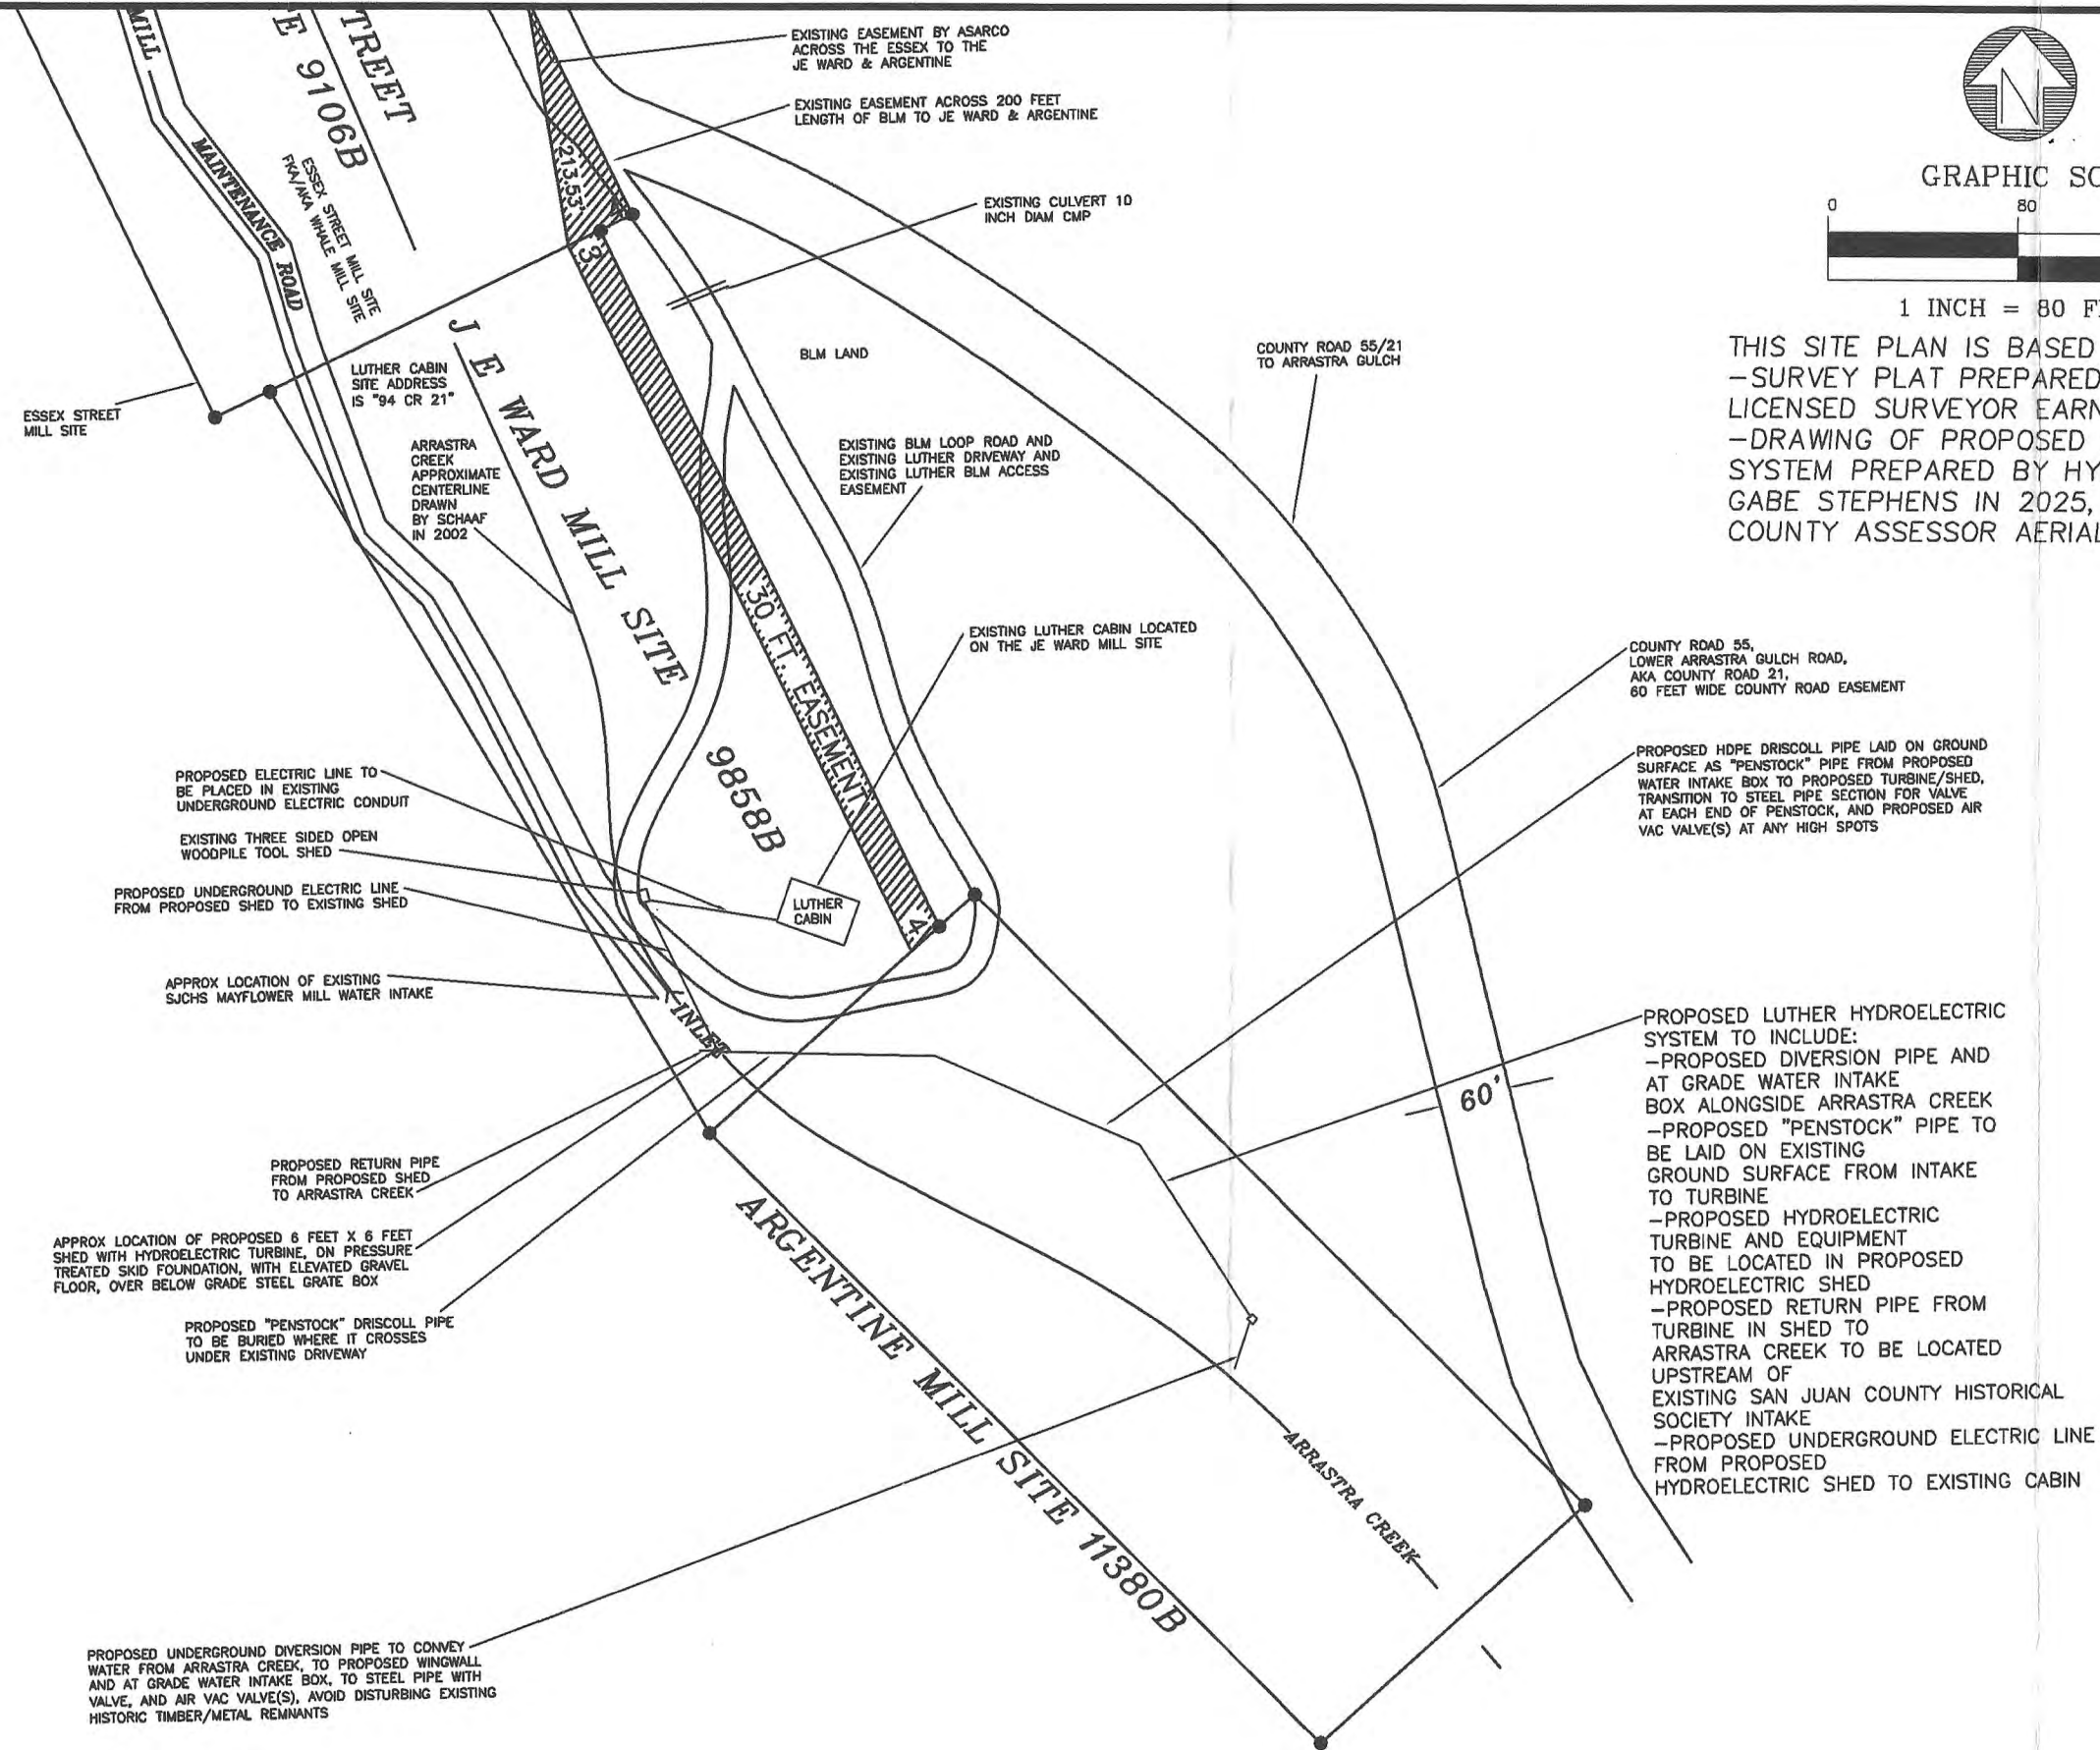 MILL
E 9106B
TREET
EXISTING EASEMENT BY ASARCO
ACROSS THE ESSEX TO THE
JE WARD & ARGENTINE
EXISTING EASEMENT ACROSS 200 FEET
LENGTH OF BLM TO JE WARD & ARGENTINE
N
GRAPHIC SC
0
80
1 INCH = 80 F
THIS SITE PLAN IS BASED
-SURVEY PLAT PREPARED
LICENSED SURVEYOR EARN
-DRAWING OF PROPOSED
SYSTEM PREPARED BY HY
GABE STEPHENS IN 2025,
COUNTY ASSESSOR AERIAL
MAINTENANCE ROAD
ESSEX STREET MILL SITE
FKA/AKA WHALE MILL SITE
213.53'
3
EXISTING CULVERT 10
INCH DIAM CMP
BLM LAND
COUNTY ROAD 55/21
TO ARRASTRA GULCH
ESSEX STREET
MILL SITE
LUTHER CABIN
SITE ADDRESS
IS "94 CR 21"
J E WARD MILL SITE
9858B
ARRASTRA
CREEK
APPROXIMATE
CENTERLINE
DRAWN
BY SCHAAF
IN 2002
EXISTING BLM LOOP ROAD AND
EXISTING LUTHER DRIVEWAY AND
EXISTING LUTHER BLM ACCESS
EASEMENT
30 FT. EASEMENT
4
EXISTING LUTHER CABIN LOCATED
ON THE JE WARD MILL SITE
COUNTY ROAD 55,
LOWER ARRASTRA GULCH ROAD,
AKA COUNTY ROAD 21,
60 FEET WIDE COUNTY ROAD EASEMENT
PROPOSED HDPE DRISCOLL PIPE LAID ON GROUND
SURFACE AS "PENSTOCK" PIPE FROM PROPOSED
WATER INTAKE BOX TO PROPOSED TURBINE/SHED,
TRANSITION TO STEEL PIPE SECTION FOR VALVE
AT EACH END OF PENSTOCK, AND PROPOSED AIR
VAC VALVE(S) AT ANY HIGH SPOTS
PROPOSED ELECTRIC LINE TO
BE PLACED IN EXISTING
UNDERGROUND ELECTRIC CONDUIT
EXISTING THREE SIDED OPEN
WOODPILE TOOL SHED
PROPOSED UNDERGROUND ELECTRIC LINE
FROM PROPOSED SHED TO EXISTING SHED
LUTHER
CABIN
APPROX LOCATION OF EXISTING
SJCHS MAYFLOWER MILL WATER INTAKE
INLET
PROPOSED RETURN PIPE
FROM PROPOSED SHED
TO ARRASTRA CREEK
APPROX LOCATION OF PROPOSED 6 FEET X 6 FEET
SHED WITH HYDROELECTRIC TURBINE, ON PRESSURE
TREATED SKID FOUNDATION, WITH ELEVATED GRAVEL
FLOOR, OVER BELOW GRADE STEEL GRATE BOX
PROPOSED "PENSTOCK" DRISCOLL PIPE
TO BE BURIED WHERE IT CROSSES
UNDER EXISTING DRIVEWAY
60'
PROPOSED LUTHER HYDROELECTRIC
SYSTEM TO INCLUDE:
-PROPOSED DIVERSION PIPE AND
AT GRADE WATER INTAKE
BOX ALONGSIDE ARRASTRA CREEK
-PROPOSED "PENSTOCK" PIPE TO
BE LAID ON EXISTING
GROUND SURFACE FROM INTAKE
TO TURBINE
-PROPOSED HYDROELECTRIC
TURBINE AND EQUIPMENT
TO BE LOCATED IN PROPOSED
HYDROELECTRIC SHED
-PROPOSED RETURN PIPE FROM
TURBINE IN SHED TO
ARRASTRA CREEK TO BE LOCATED
UPSTREAM OF
EXISTING SAN JUAN COUNTY HISTORICAL
SOCIETY INTAKE
-PROPOSED UNDERGROUND ELECTRIC LINE
FROM PROPOSED
HYDROELECTRIC SHED TO EXISTING CABIN
ARGENTINE MILL SITE 11380B
ARRASTRA CREEK
PROPOSED UNDERGROUND DIVERSION PIPE TO CONVEY
WATER FROM ARRASTRA CREEK, TO PROPOSED WINGWALL
AND AT GRADE WATER INTAKE BOX, TO STEEL PIPE WITH
VALVE, AND AIR VAC VALVE(S), AVOID DISTURBING EXISTING
HISTORIC TIMBER/METAL REMNANTS